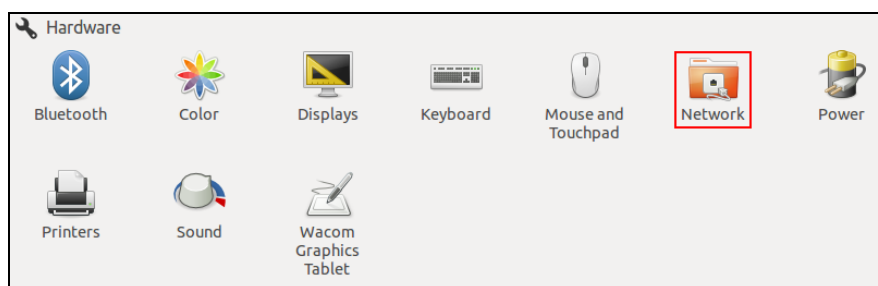 Hardware
Bluetooth
Color
Displays
Keyboard
Mouse and
Touchpad
Network
Power
Printers
Sound
Wacom
Graphics
Tablet